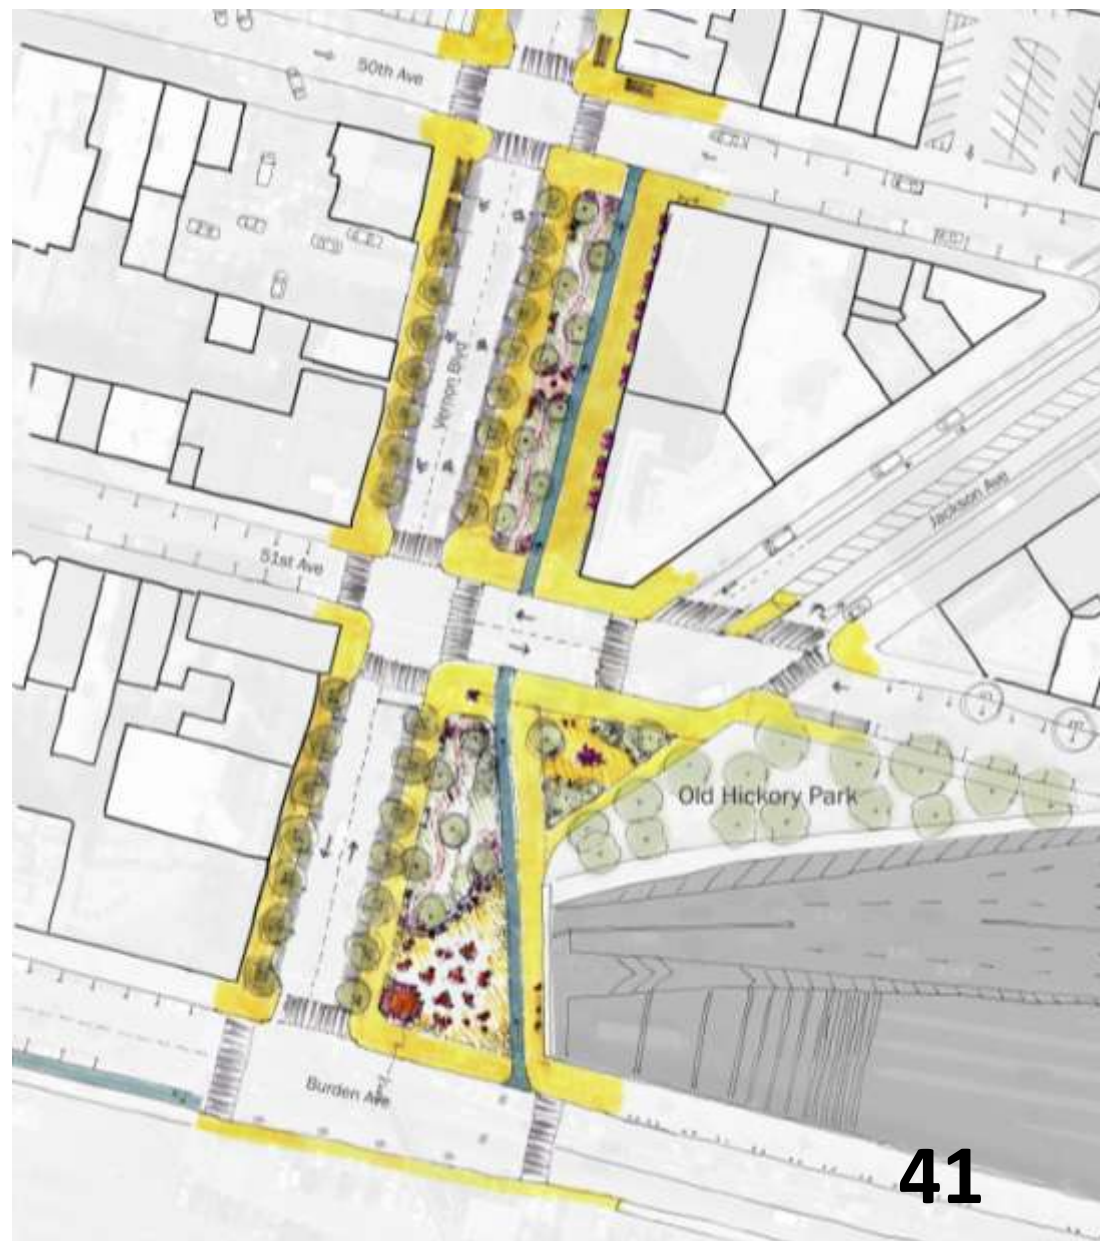 50th Ave
Vernon Blvd
Jackson Ave
51st Ave
Old Hickory Park
Burden Ave
41